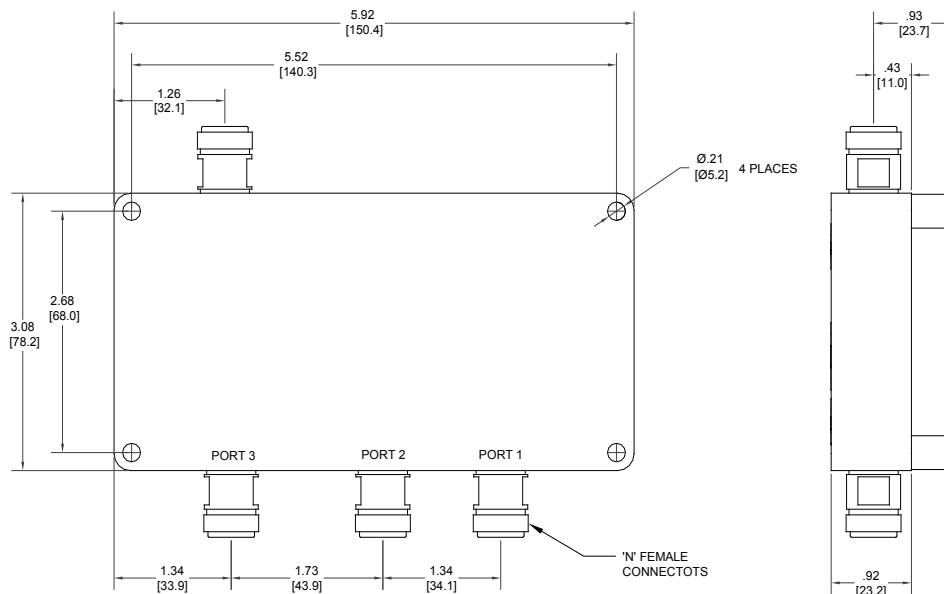 5.92
[150.4]
.93
[23.7]
5.52
[140.3]
.43
[11.0]
1.26
[32.1]
Ø.21
[Ø5.2]
4 PLACES
2.68
[68.0]
3.08
[78.2]
PORT 3
PORT 2
PORT 1
'N' FEMALE
CONNECTOTS
1.34
[33.9]
1.73
[43.9]
1.34
[34.1]
.92
[23.2]